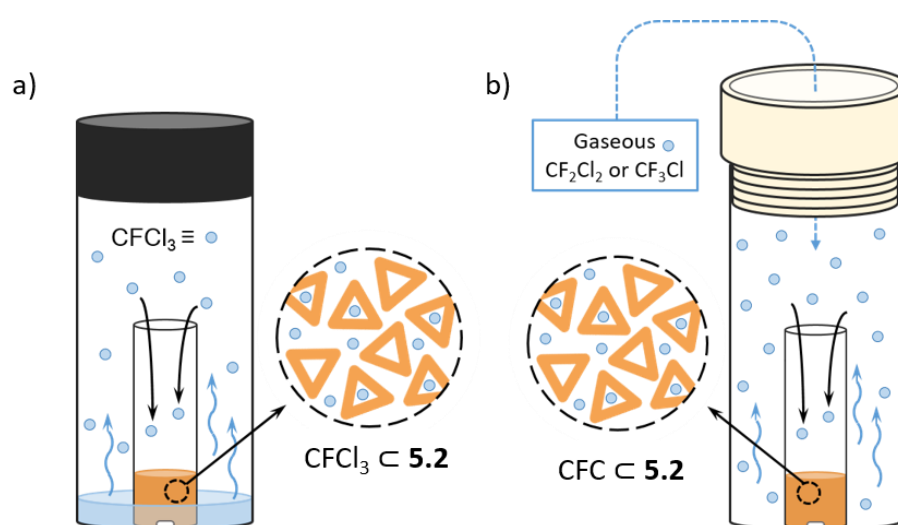 a)
CFCl₃ ≡
CFCl₃ ⊂ 5.2
b)
Gaseous
CF₂Cl₂ or CF₃Cl
CFC ⊂ 5.2